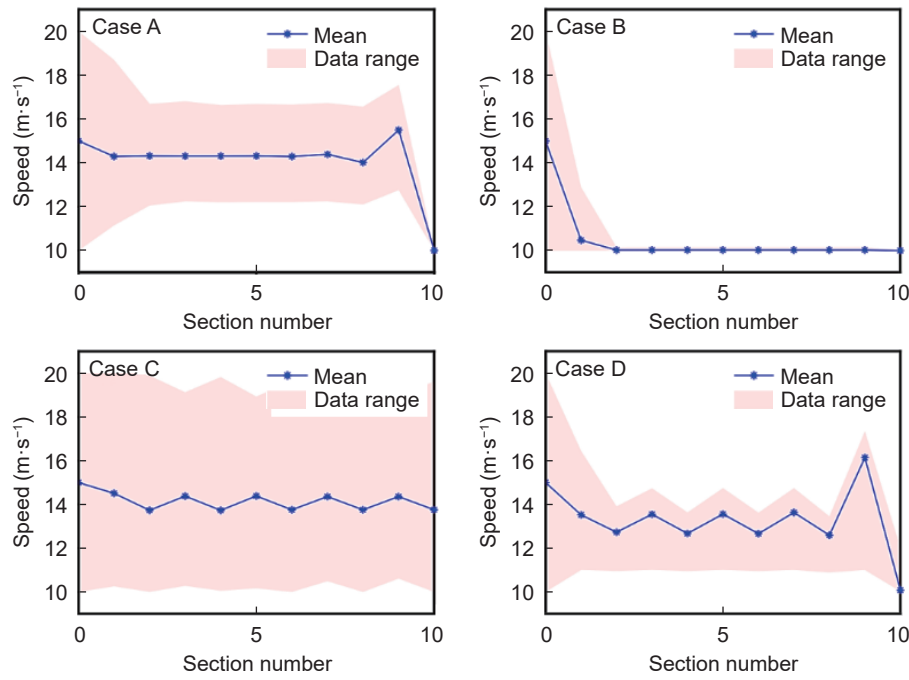 Case A
Mean
Data range
20
18
16
14
12
10
Speed (m·s⁻¹)
0
5
10
Section number
Case B
Mean
Data range
20
18
16
14
12
10
Speed (m·s⁻¹)
0
5
10
Section number
Case C
Mean
Data range
20
18
16
14
12
10
Speed (m·s⁻¹)
0
5
10
Section number
Case D
Mean
Data range
20
18
16
14
12
10
Speed (m·s⁻¹)
0
5
10
Section number